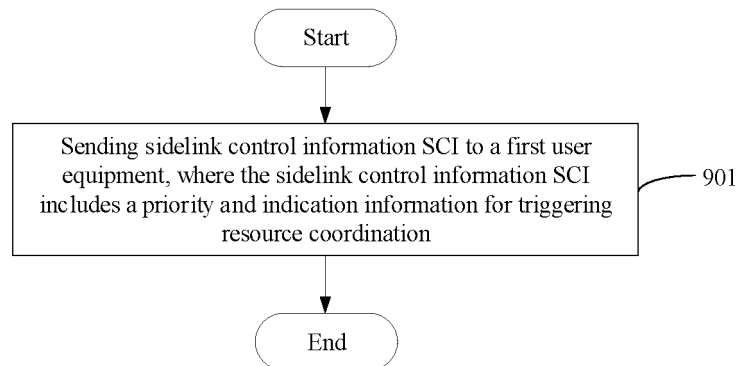 Start
Sending sidelink control information SCI to a first user
equipment, where the sidelink control information SCI
includes a priority and indication information for triggering
resource coordination
901
End